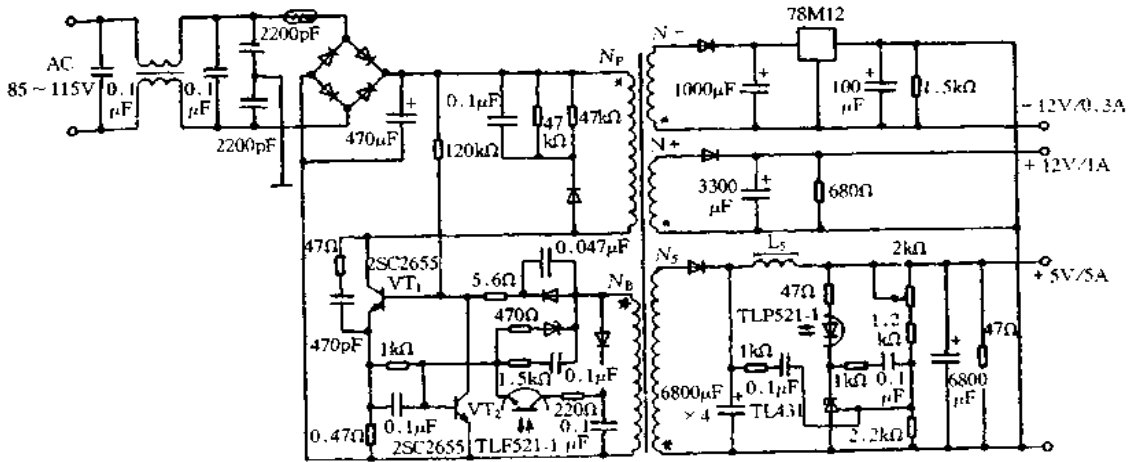 AC
85～115V
0.1
μF
0.1
μF
2200pF
2200pF
470μF
120kΩ
0.1μF
47
kΩ
47kΩ
N_P
N-
78M12
1000μF
100
μF
1.5kΩ
-12V/0.3A
N+
+12V/1A
3300
μF
680Ω
47Ω
2SC2655
VT₁
470pF
5.6Ω
0.047μF
N_B
470Ω
1kΩ
1.5kΩ
0.1μF
0.1μF
VT₂
220Ω
0.1
μF
0.47Ω
2SC2655
TLF521-1
N₅
L₅
2kΩ
+5V/5A
47Ω
TLP521-1
1.2
kΩ
47Ω
1kΩ
0.1μF
1kΩ
0.1
μF
6800
μF
6800μF
×4
TL431
2.2kΩ